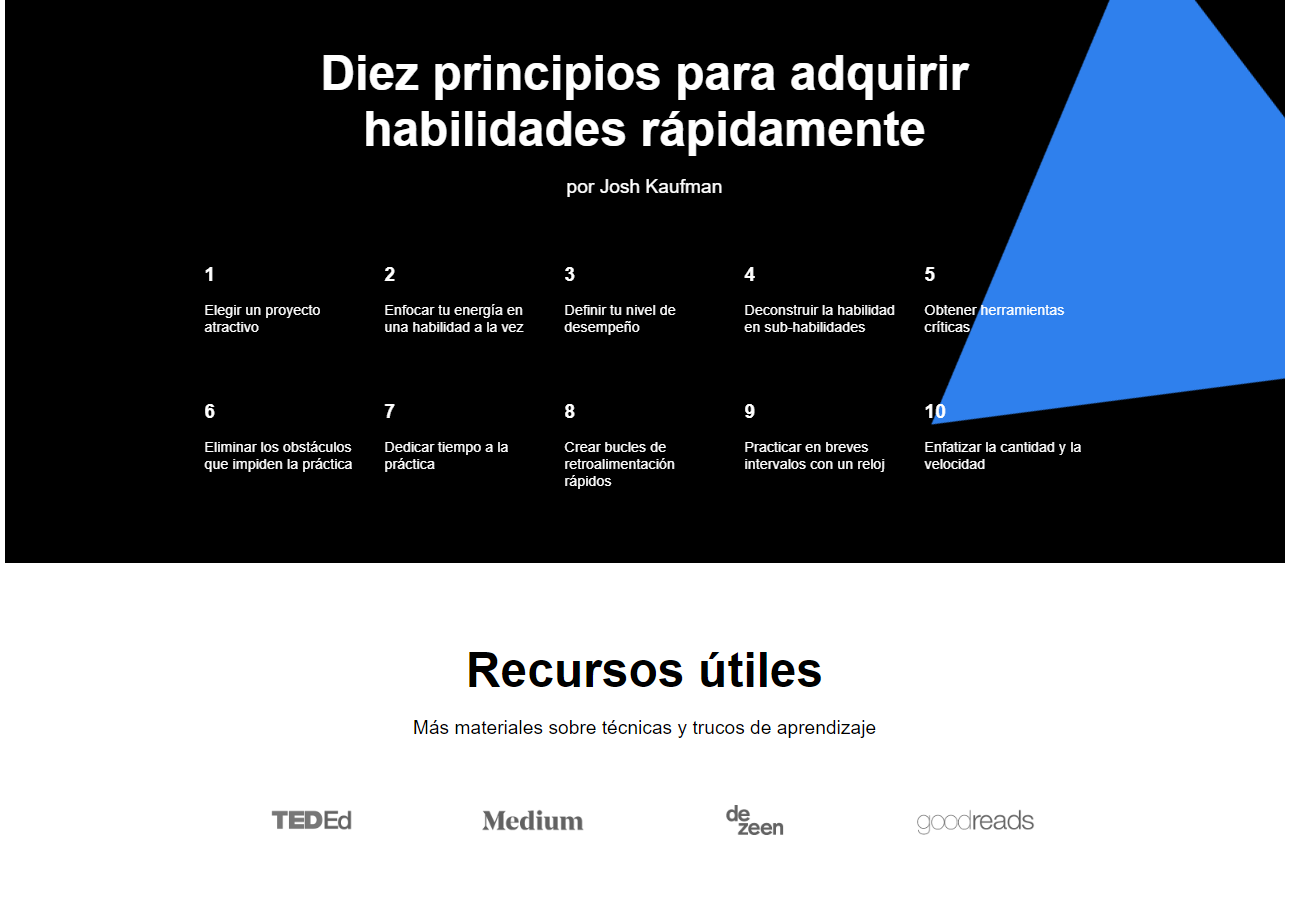 Diez principios para adquirir
habilidades rápidamente
por Josh Kaufman
1
Elegir un proyecto
atractivo
2
Enfocar tu energía en
una habilidad a la vez
3
Definir tu nivel de
desempeño
4
Deconstruir la habilidad
en sub-habilidades
5
Obtener herramientas
críticas
6
Eliminar los obstáculos
que impiden la práctica
7
Dedicar tiempo a la
práctica
8
Crear bucles de
retroalimentación
rápidos
9
Practicar en breves
intervalos con un reloj
10
Enfatizar la cantidad y la
velocidad
Recursos útiles
Más materiales sobre técnicas y trucos de aprendizaje
TEDEd
Medium
de
zeen
goodreads